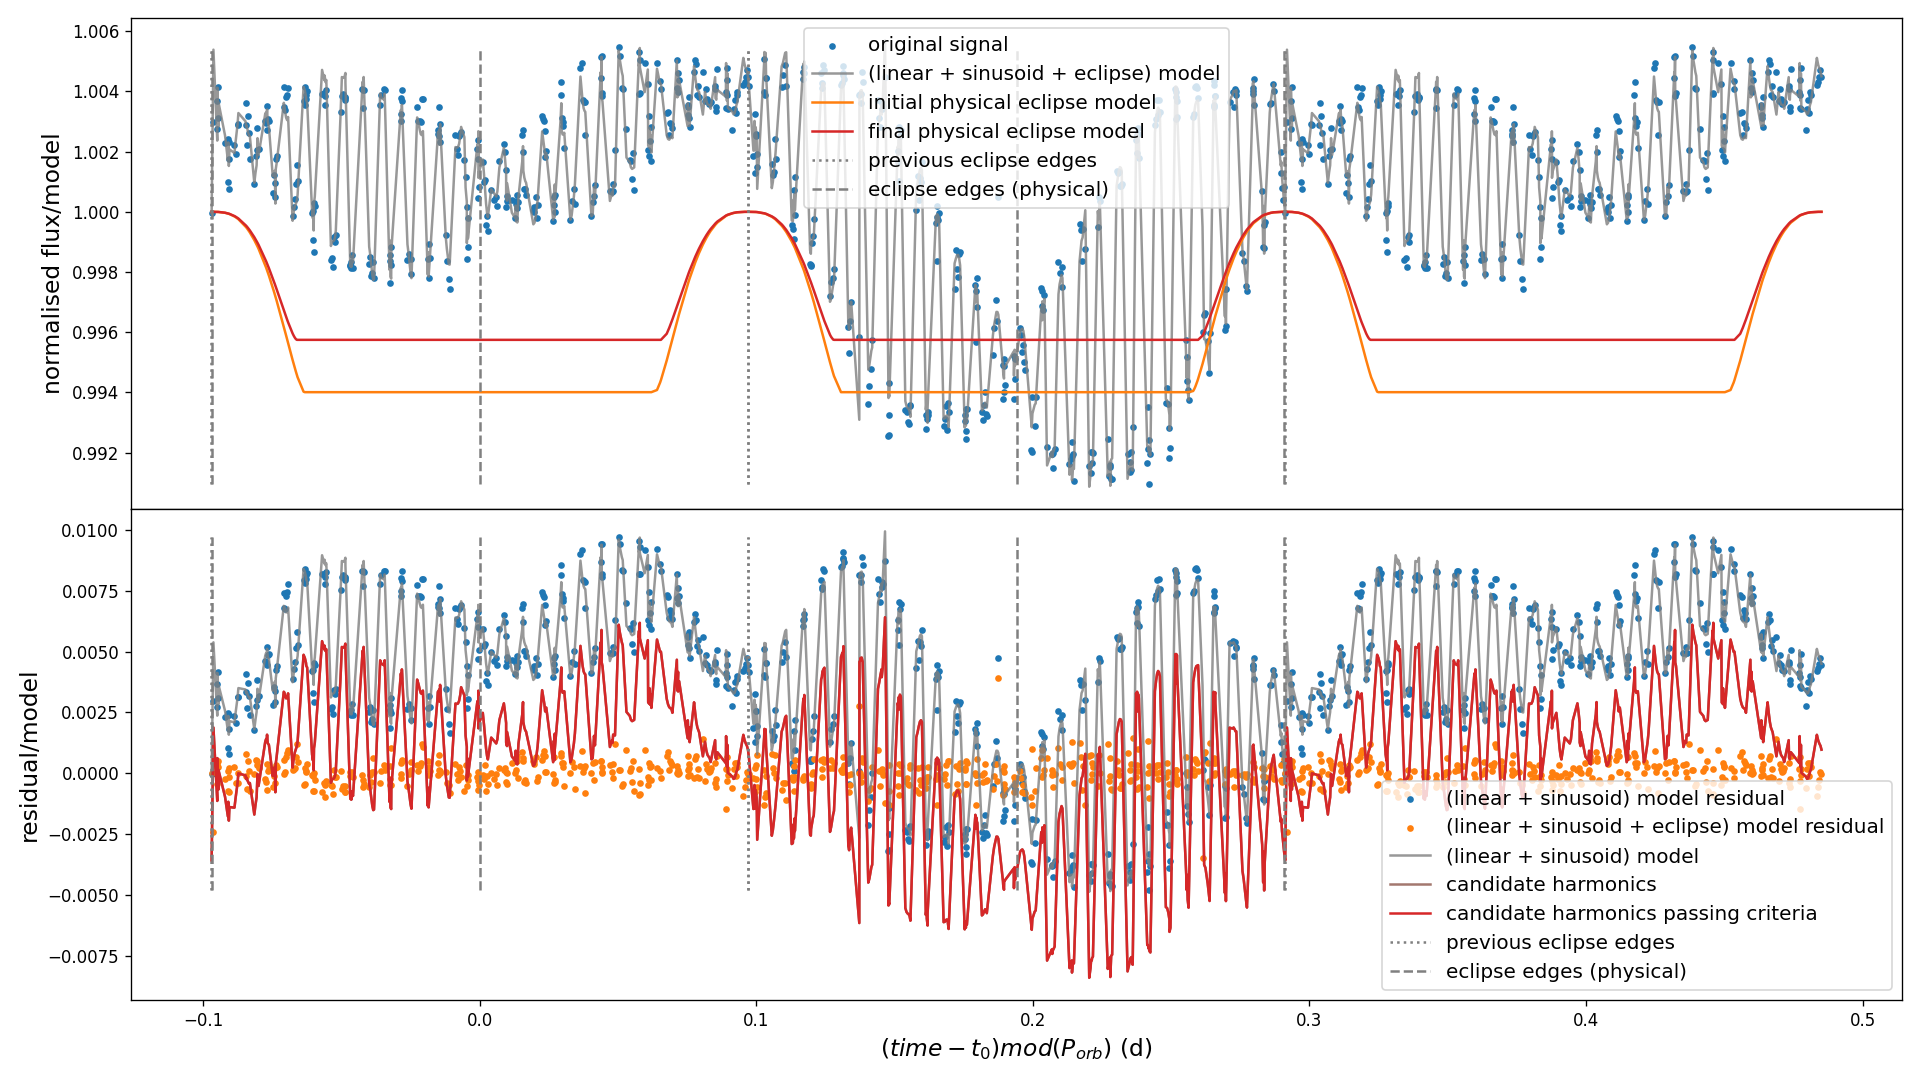 normalised flux/model
1.006
1.004
1.002
1.000
0.998
0.996
0.994
0.992
original signal
(linear + sinusoid + eclipse) model
initial physical eclipse model
final physical eclipse model
previous eclipse edges
eclipse edges (physical)
residual/model
0.0100
0.0075
0.0050
0.0025
0.0000
−0.0025
−0.0050
−0.0075
(linear + sinusoid) model residual
(linear + sinusoid + eclipse) model residual
(linear + sinusoid) model
candidate harmonics
candidate harmonics passing criteria
previous eclipse edges
eclipse edges (physical)
−0.1 0.0 0.1 0.2 0.3 0.4 0.5
(time − t₀)mod(P_orb) (d)